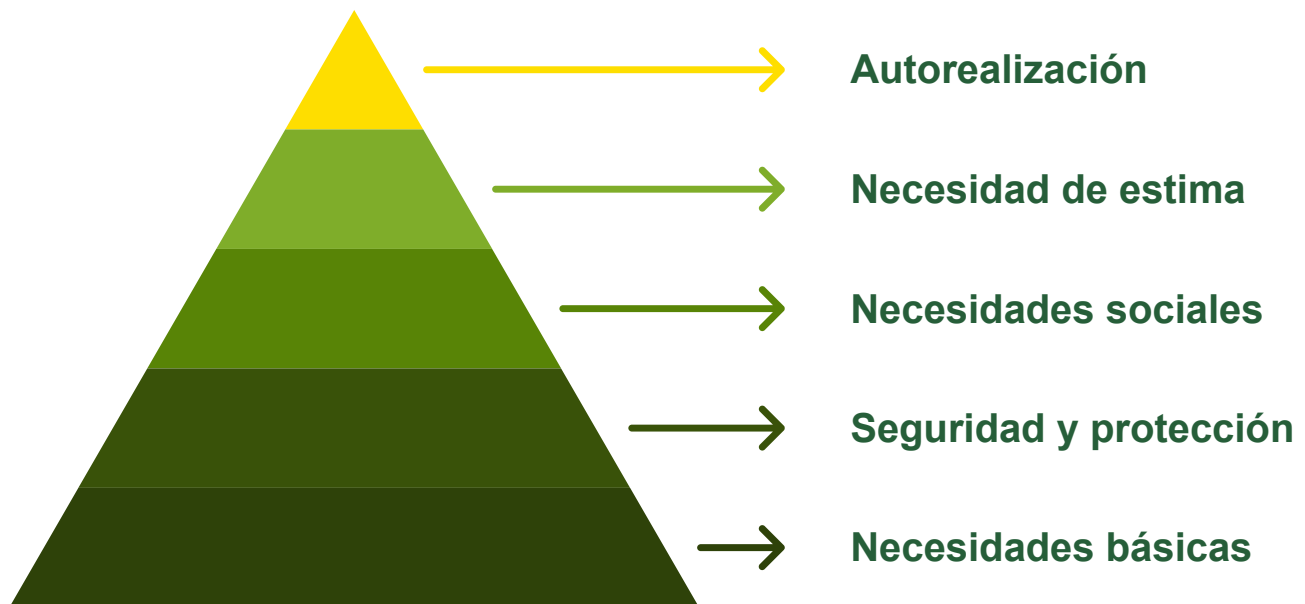 Autorealización
Necesidad de estima
Necesidades sociales
Seguridad y protección
Necesidades básicas